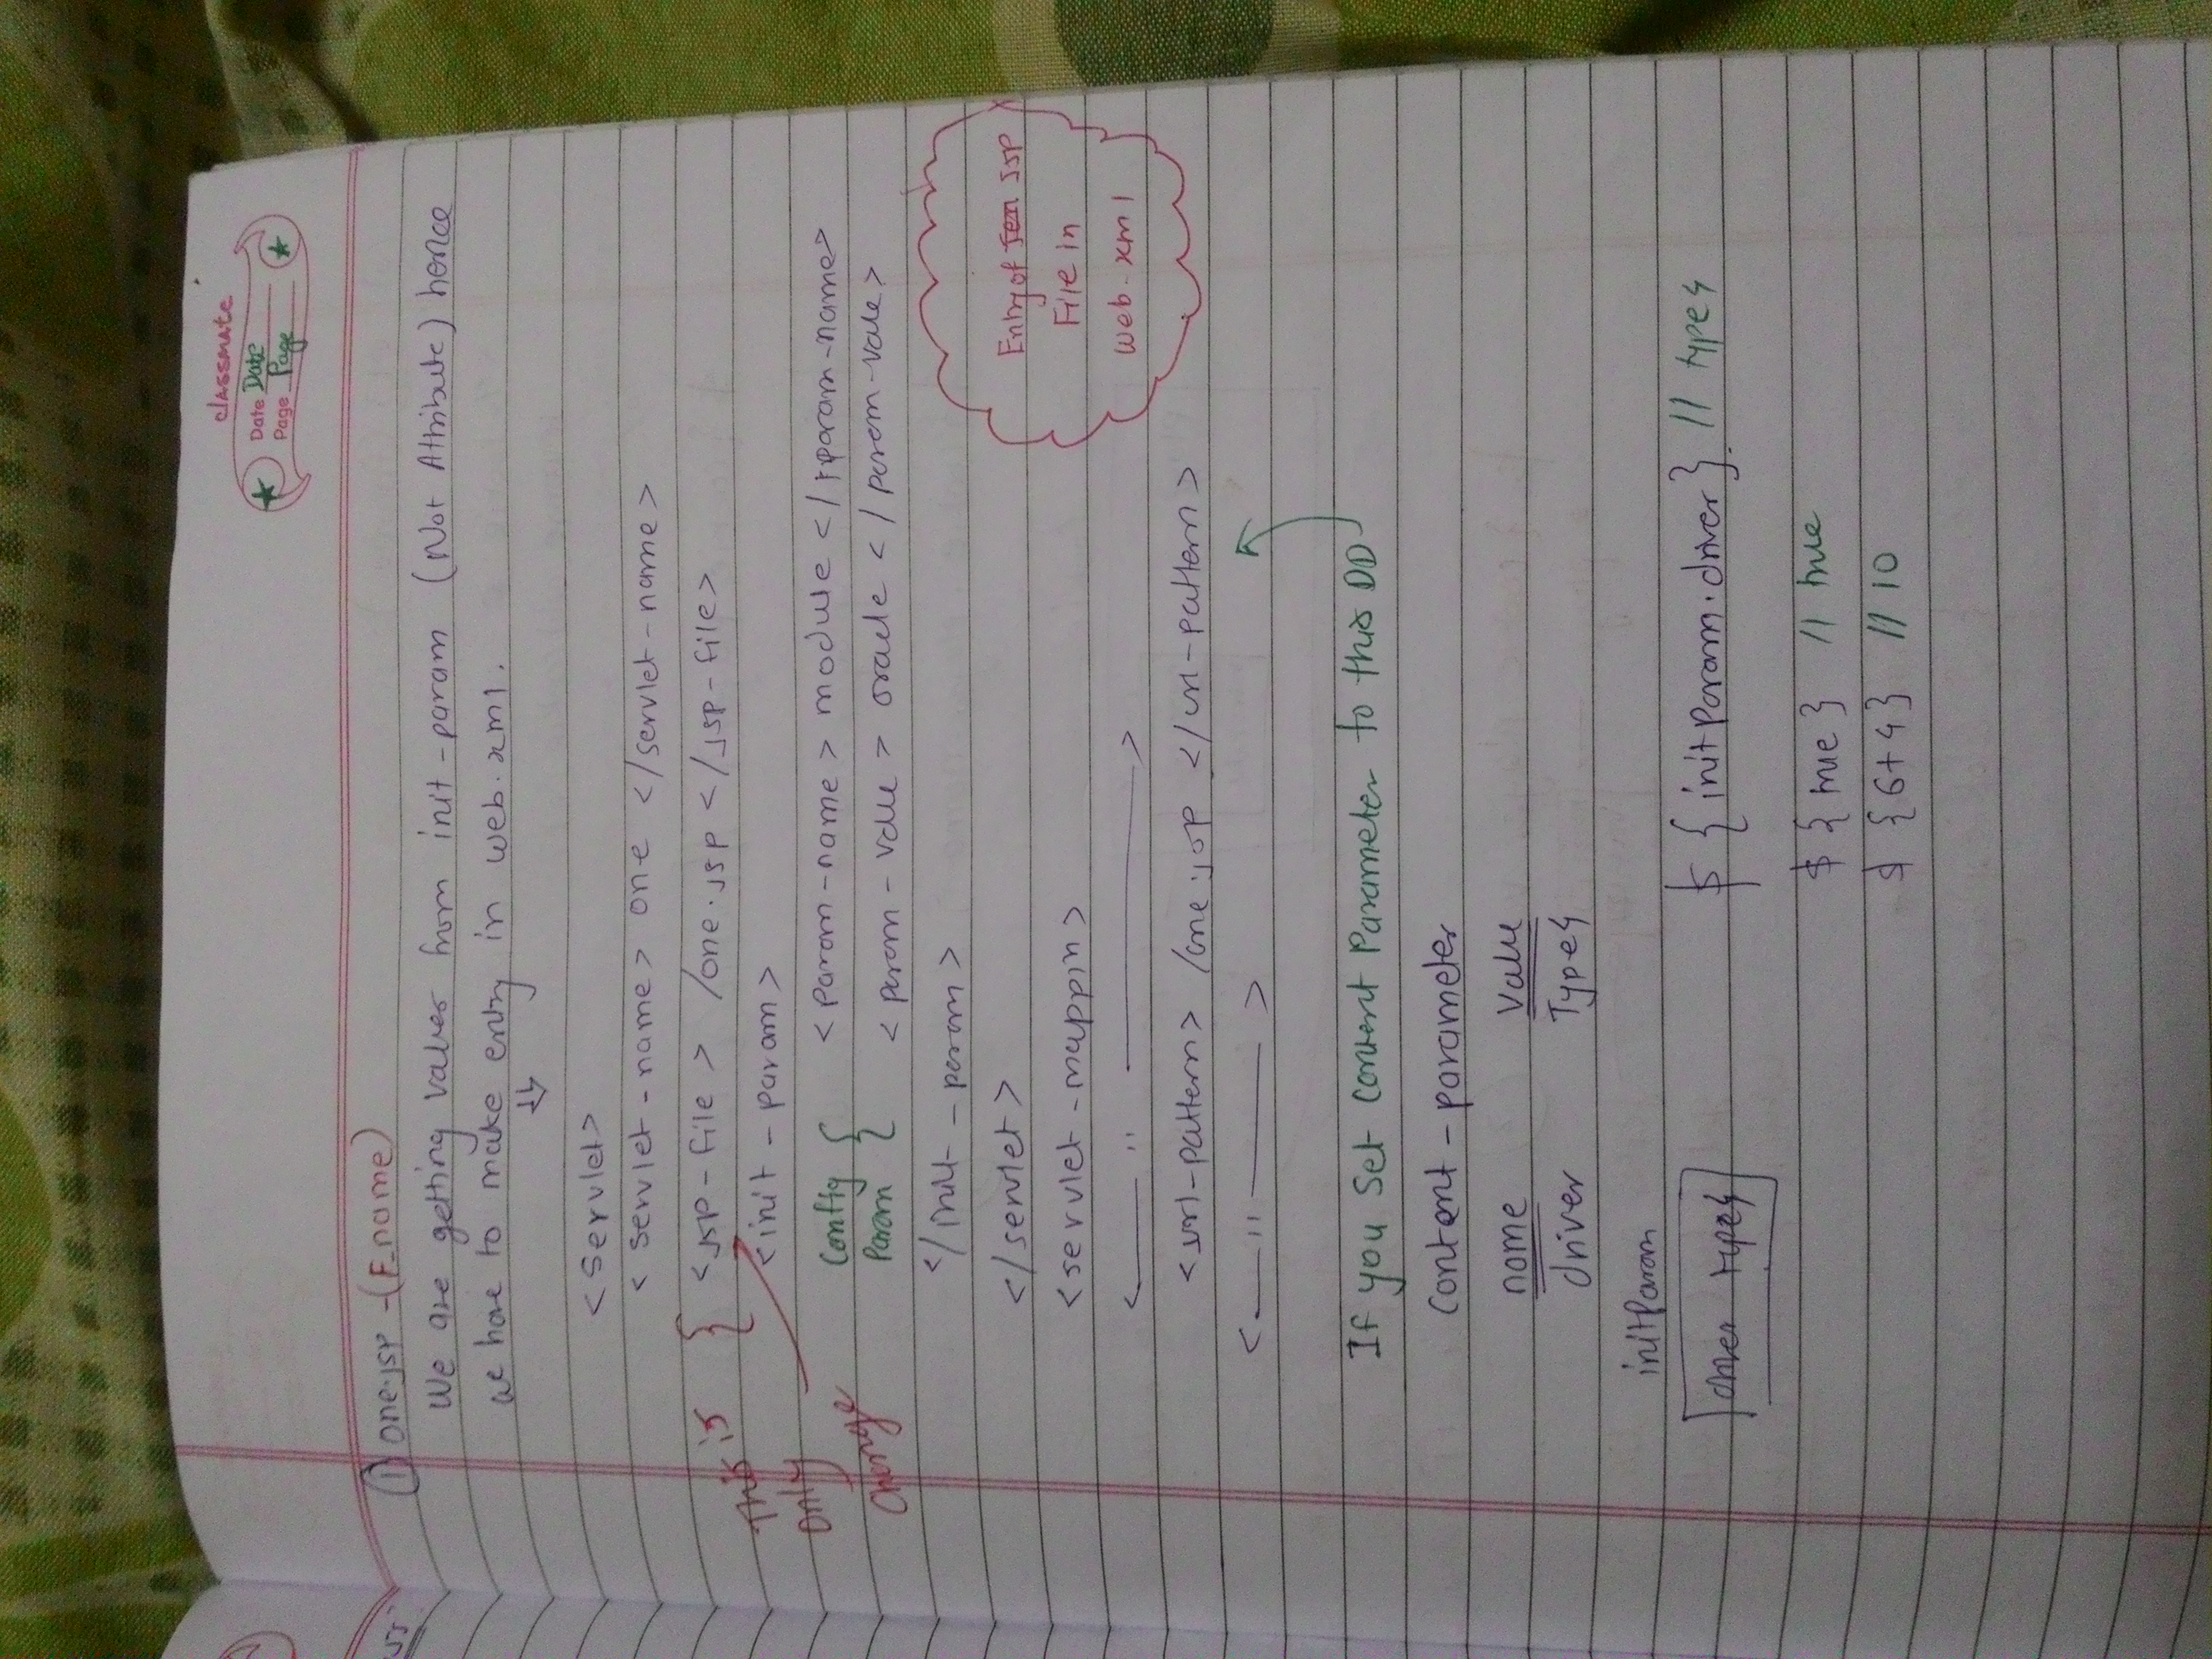 classmate
Date Date
Page Page
① one.jsp - (F_name)
We are getting values from init-param (Not Attribute) hence
we have to make entry in web.xml.
⇓
<servlet>
<servlet-name> one </servlet-name>
{ <jsp-file> /one.jsp </jsp-file>
This is
only
change
<init-param>
Config
Param {
<param-name> module </param-name>
<param-value> oracle </param-value>
</init-param>
</servlet>
Entry of JSP
File in
web.xml
<servlet-mappin>
< — '' — >
<url-pattern> /one.jsp </url-pattern>
< — '' — >
If you Set Content Parameter to this DD
Content-parameter
name value
driver Type4
initParam
driver type4
${initParam.driver} // type4
${true} // true
${6+4} // 10